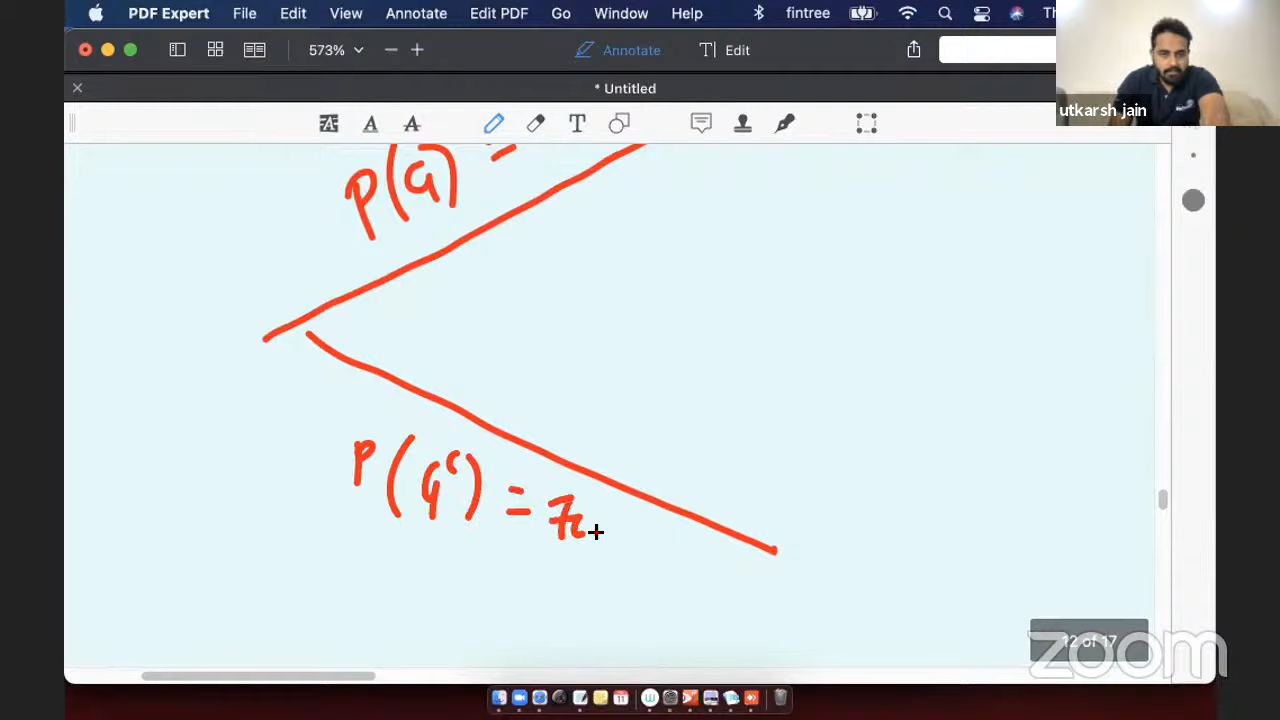 PDF Expert File Edit View Annotate Edit PDF Go Window Help fintree
573% Annotate T| Edit
* Untitled
utkarsh jain
P(G) =
P(G^c) = 7
12 of 17
zoom